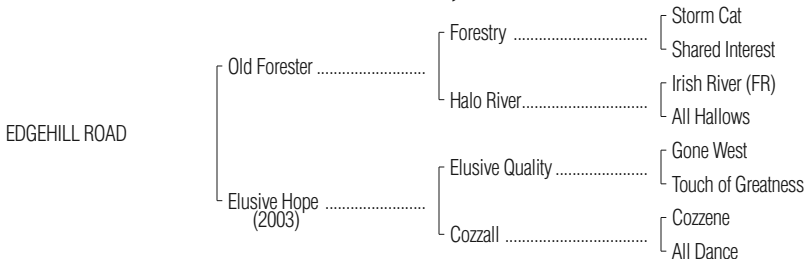 Storm Cat
Forestry ..................................
Shared Interest
Old Forester ...........................
Irish River (FR)
Halo River................................
All Hallows
EDGEHILL ROAD
Gone West
Elusive Quality .......................
Touch of Greatness
Elusive Hope .........................
(2003)
Cozzene
Cozzall ....................................
All Dance